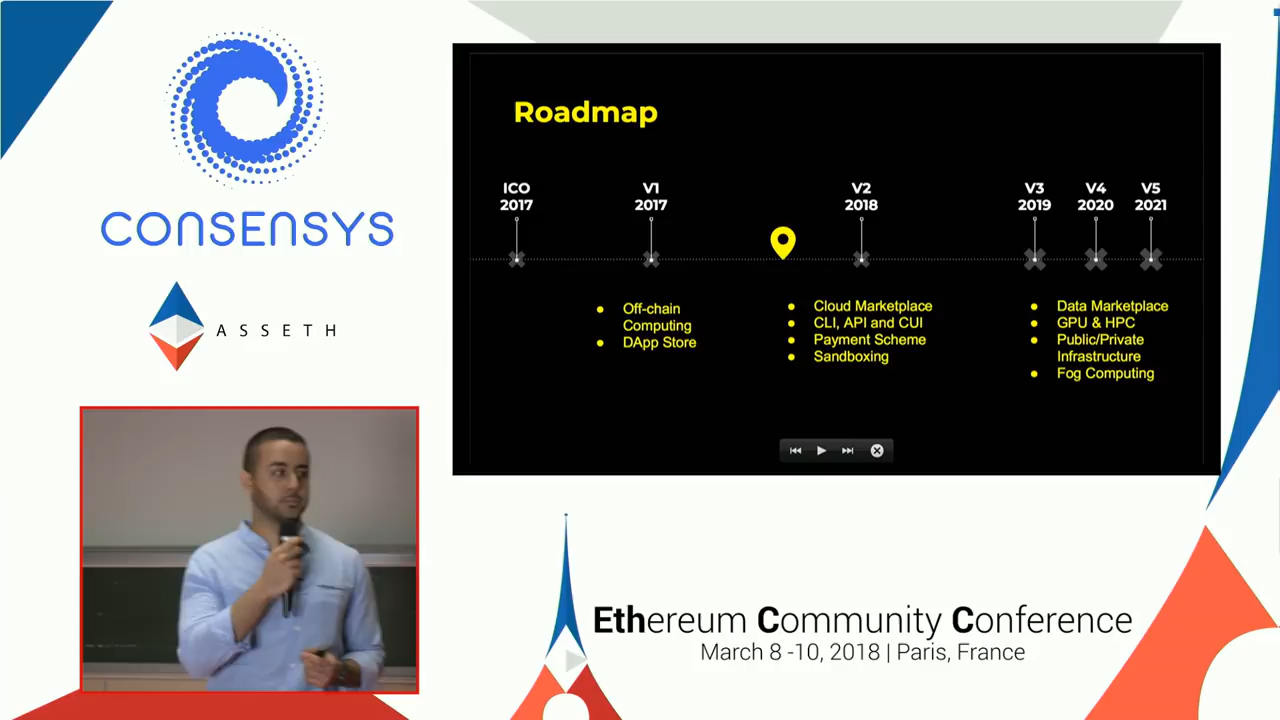 CONSENSYS
ASSETH
Roadmap
ICO
2017
V1
2017
V2
2018
V3
2019
V4
2020
V5
2021
Off-chain
Computing
DApp Store
Cloud Marketplace
CLI, API and CUI
Payment Scheme
Sandboxing
Data Marketplace
GPU & HPC
Public/Private
Infrastructure
Fog Computing
Ethereum Community Conference
March 8 -10, 2018 | Paris, France